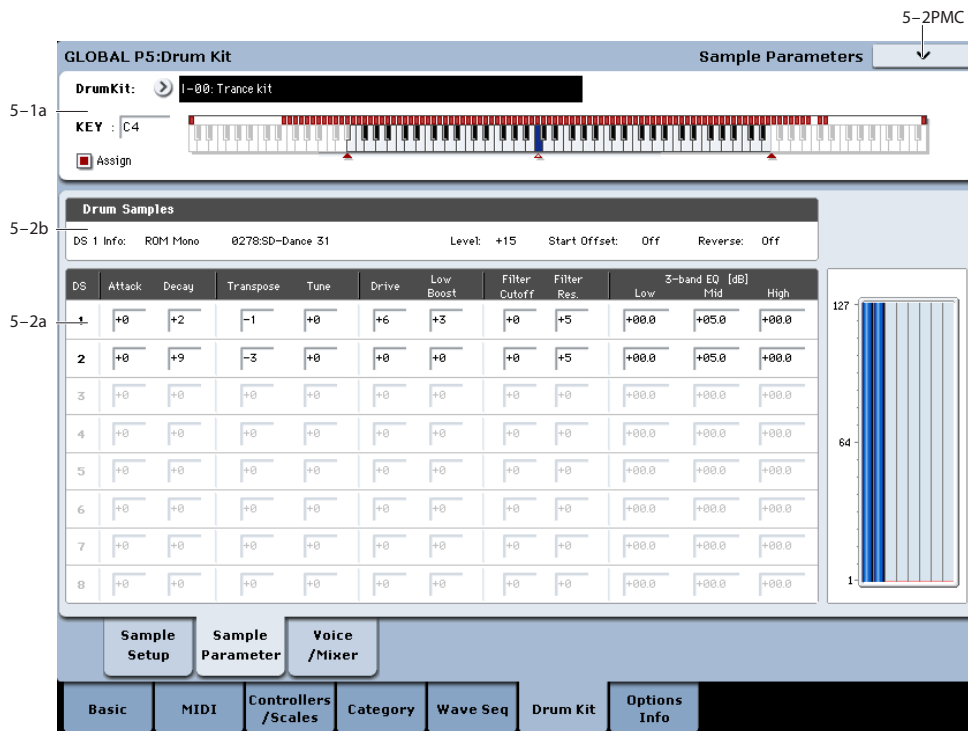 5–2PMC
GLOBAL P5:Drum Kit Sample Parameters
DrumKit: I-00: Trance kit
5–1a
KEY : C4
Assign
Drum Samples
5–2b
DS 1 Info: ROM Mono 0278:SD-Dance 31 Level: +15 Start Offset: Off Reverse: Off
DS Attack Decay Transpose Tune Drive Low Boost Filter Cutoff Filter Res. 3-band EQ [dB] Low Mid High
5–2a
1 +0 +2 -1 +0 +6 +3 +0 +5 +00.0 +05.0 +00.0
2 +0 +9 -3 +0 +0 +0 +0 +5 +00.0 +05.0 +00.0
3 +0 +0 +0 +0 +0 +0 +0 +0 +00.0 +00.0 +00.0
4 +0 +0 +0 +0 +0 +0 +0 +0 +00.0 +00.0 +00.0
5 +0 +0 +0 +0 +0 +0 +0 +0 +00.0 +00.0 +00.0
6 +0 +0 +0 +0 +0 +0 +0 +0 +00.0 +00.0 +00.0
7 +0 +0 +0 +0 +0 +0 +0 +0 +00.0 +00.0 +00.0
8 +0 +0 +0 +0 +0 +0 +0 +0 +00.0 +00.0 +00.0
127
64
1
Sample Setup
Sample Parameter
Voice /Mixer
Basic
MIDI
Controllers /Scales
Category
Wave Seq
Drum Kit
Options Info